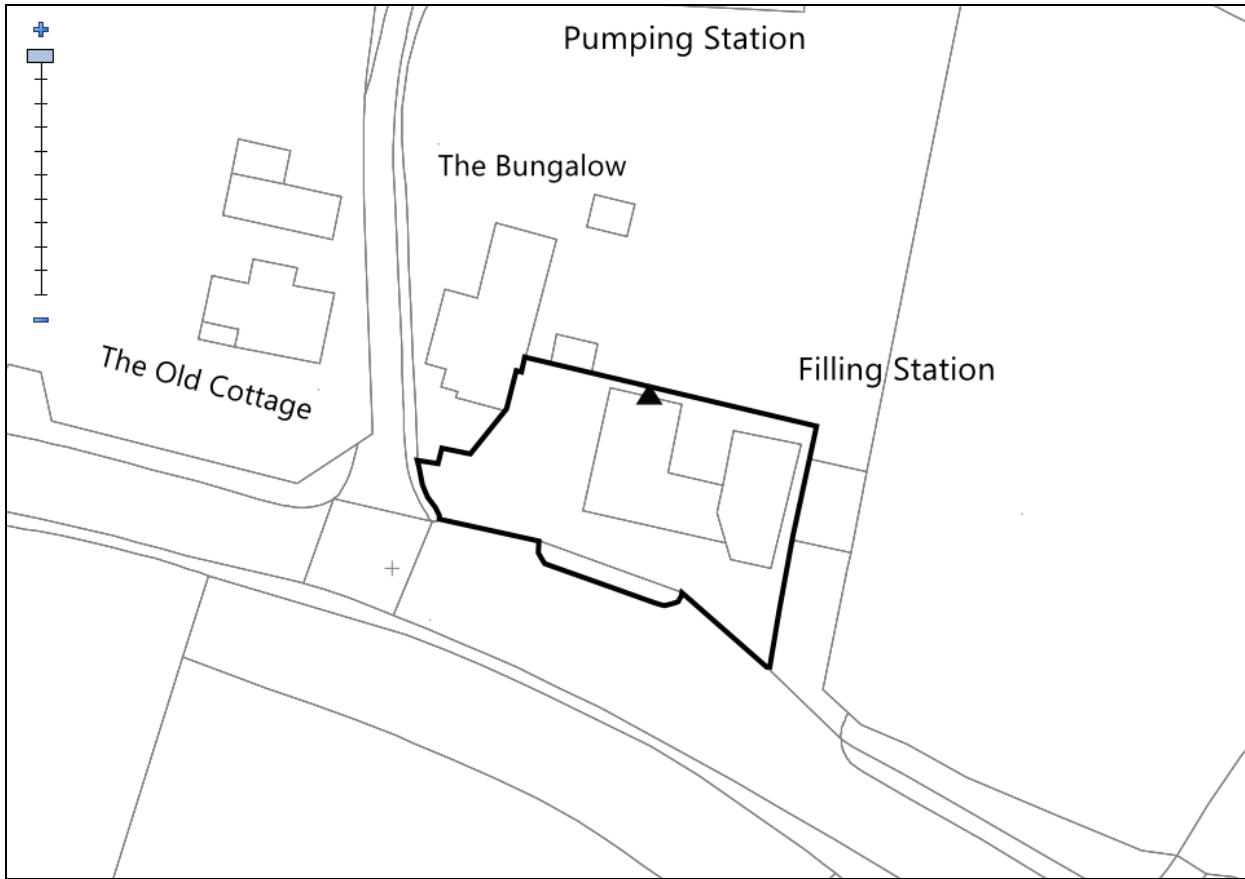 Pumping Station
The Bungalow
The Old Cottage
Filling Station